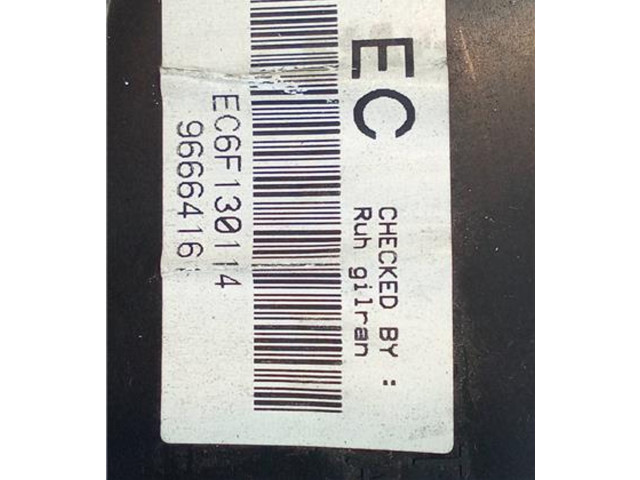 EC
CHECKED BY :
Ruh gilran
EC6F130114
9666416